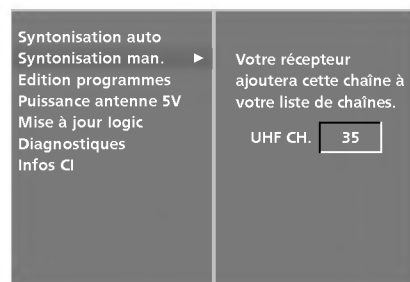 Syntonisation auto
Syntonisation man.
Edition programmes
Puissance antenne 5V
Mise à jour logic
Diagnostiques
Infos CI
Votre récepteur
ajoutera cette chaîne à
votre liste de chaînes.
UHF CH. 35